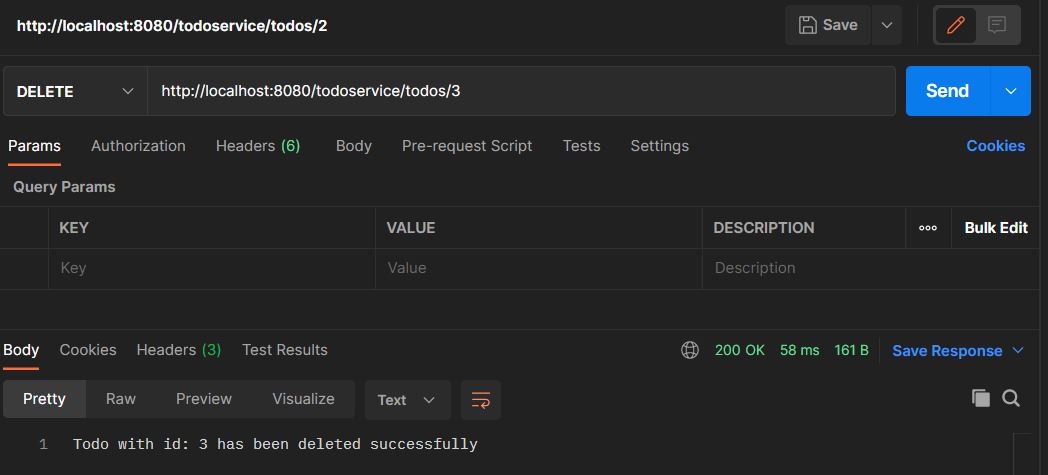 http://localhost:8080/todoservice/todos/2 Save
DELETE http://localhost:8080/todoservice/todos/3 Send
Params Authorization Headers (6) Body Pre-request Script Tests Settings Cookies
Query Params
KEY VALUE DESCRIPTION Bulk Edit
Key Value Description
Body Cookies Headers (3) Test Results 200 OK 58 ms 161 B Save Response
Pretty Raw Preview Visualize Text
1 Todo with id: 3 has been deleted successfully